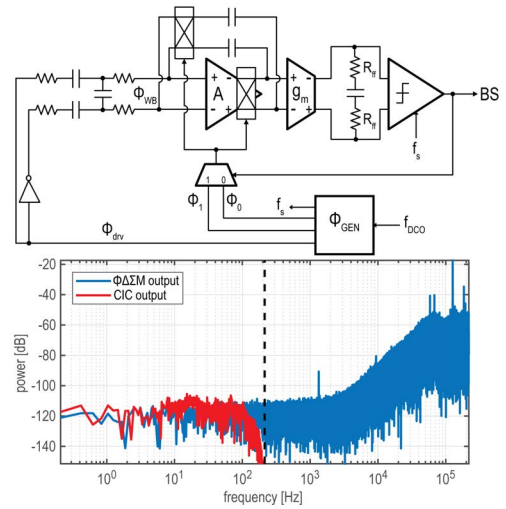 + -
A
- +
+ -
g_m
- +
R_ff
R_ff
BS
f_s
Φ_WB
1 0
Φ_1 Φ_0
f_s
Φ_GEN
f_DCO
Φ_drv
ΦΔΣM output
CIC output
power [dB]
-20
-40
-60
-80
-100
-120
-140
10^0 10^1 10^2 10^3 10^4 10^5
frequency [Hz]